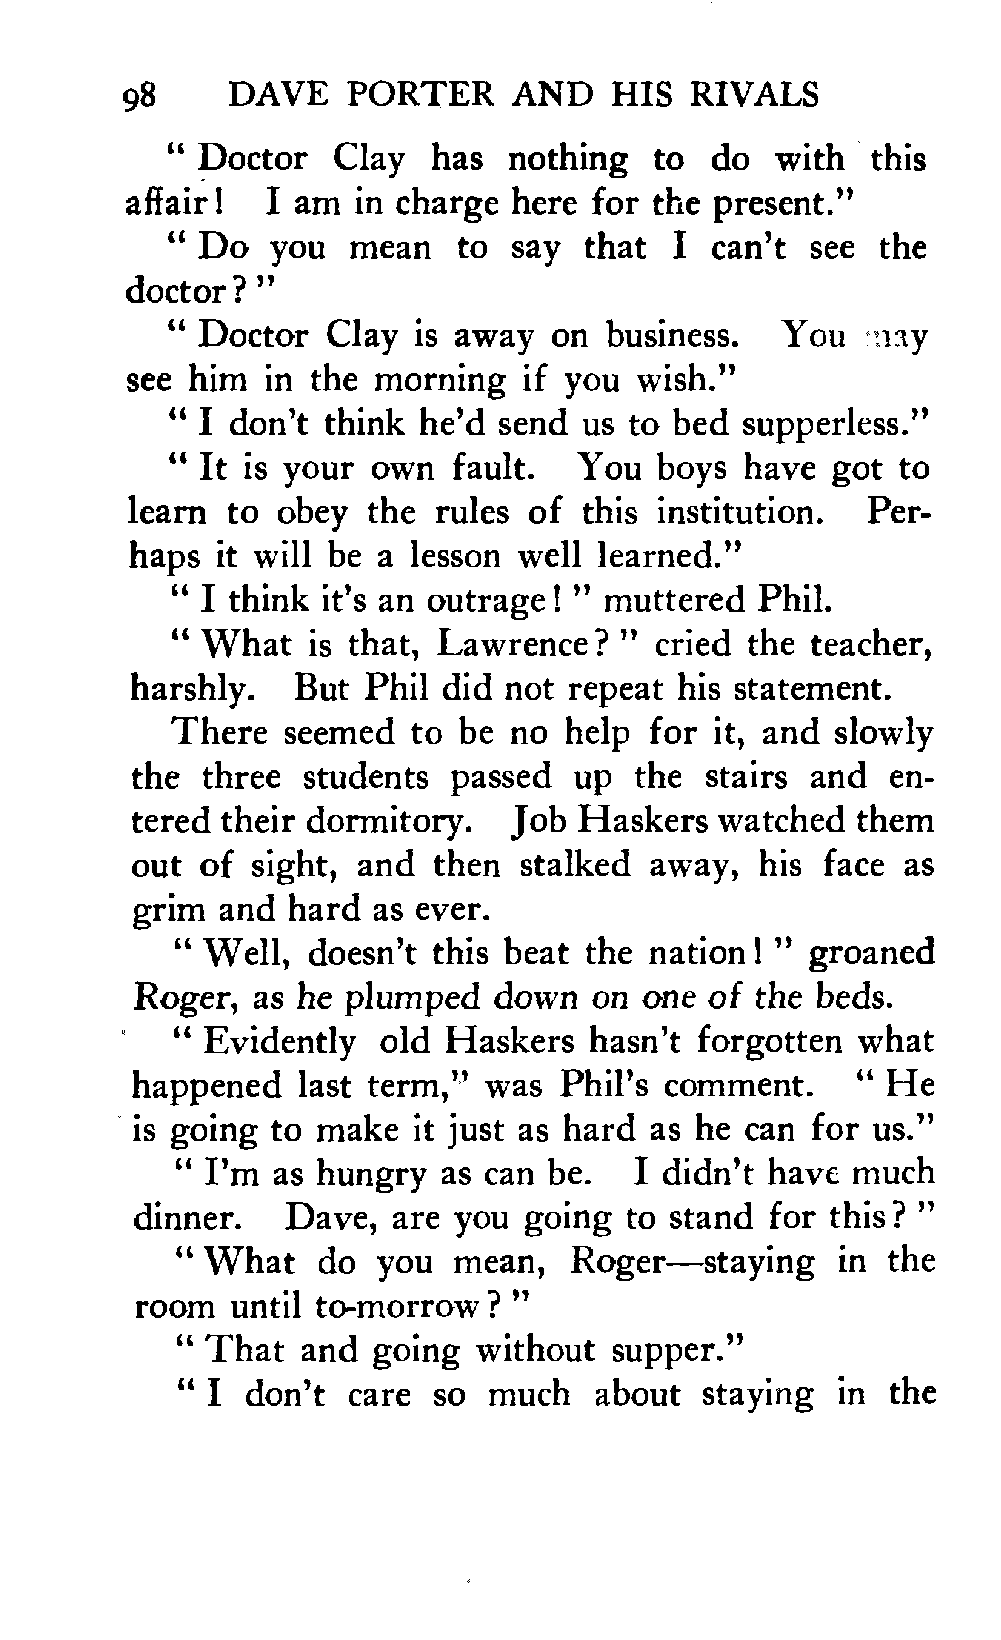 98 DAVE PORTER AND HIS RIVALS
" Doctor Clay has nothing to do with this
affair! I am in charge here for the present."
" Do you mean to say that I can't see the
doctor? "
" Doctor Clay is away on business. You may
see him in the morning if you wish."
" I don't think he'd send us to bed supperless."
" It is your own fault. You boys have got to
learn to obey the rules of this institution. Per-
haps it will be a lesson well learned."
" I think it's an outrage! " muttered Phil.
" What is that, Lawrence? " cried the teacher,
harshly. But Phil did not repeat his statement.
There seemed to be no help for it, and slowly
the three students passed up the stairs and en-
tered their dormitory. Job Haskers watched them
out of sight, and then stalked away, his face as
grim and hard as ever.
" Well, doesn't this beat the nation! " groaned
Roger, as he plumped down on one of the beds.
" Evidently old Haskers hasn't forgotten what
happened last term," was Phil's comment. " He
is going to make it just as hard as he can for us."
" I'm as hungry as can be. I didn't have much
dinner. Dave, are you going to stand for this? "
" What do you mean, Roger—staying in the
room until to-morrow? "
" That and going without supper."
" I don't care so much about staying in the